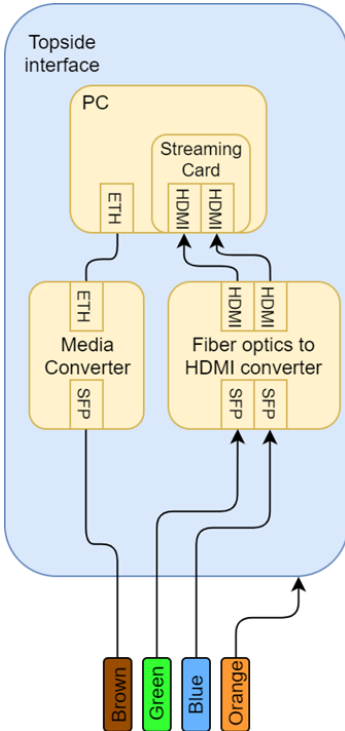 Topside
interface
PC
Streaming
Card
ETH
HDMI
HDMI
ETH
Media
Converter
SFP
HDMI
HDMI
Fiber optics to
HDMI converter
SFP
SFP
Brown
Green
Blue
Orange